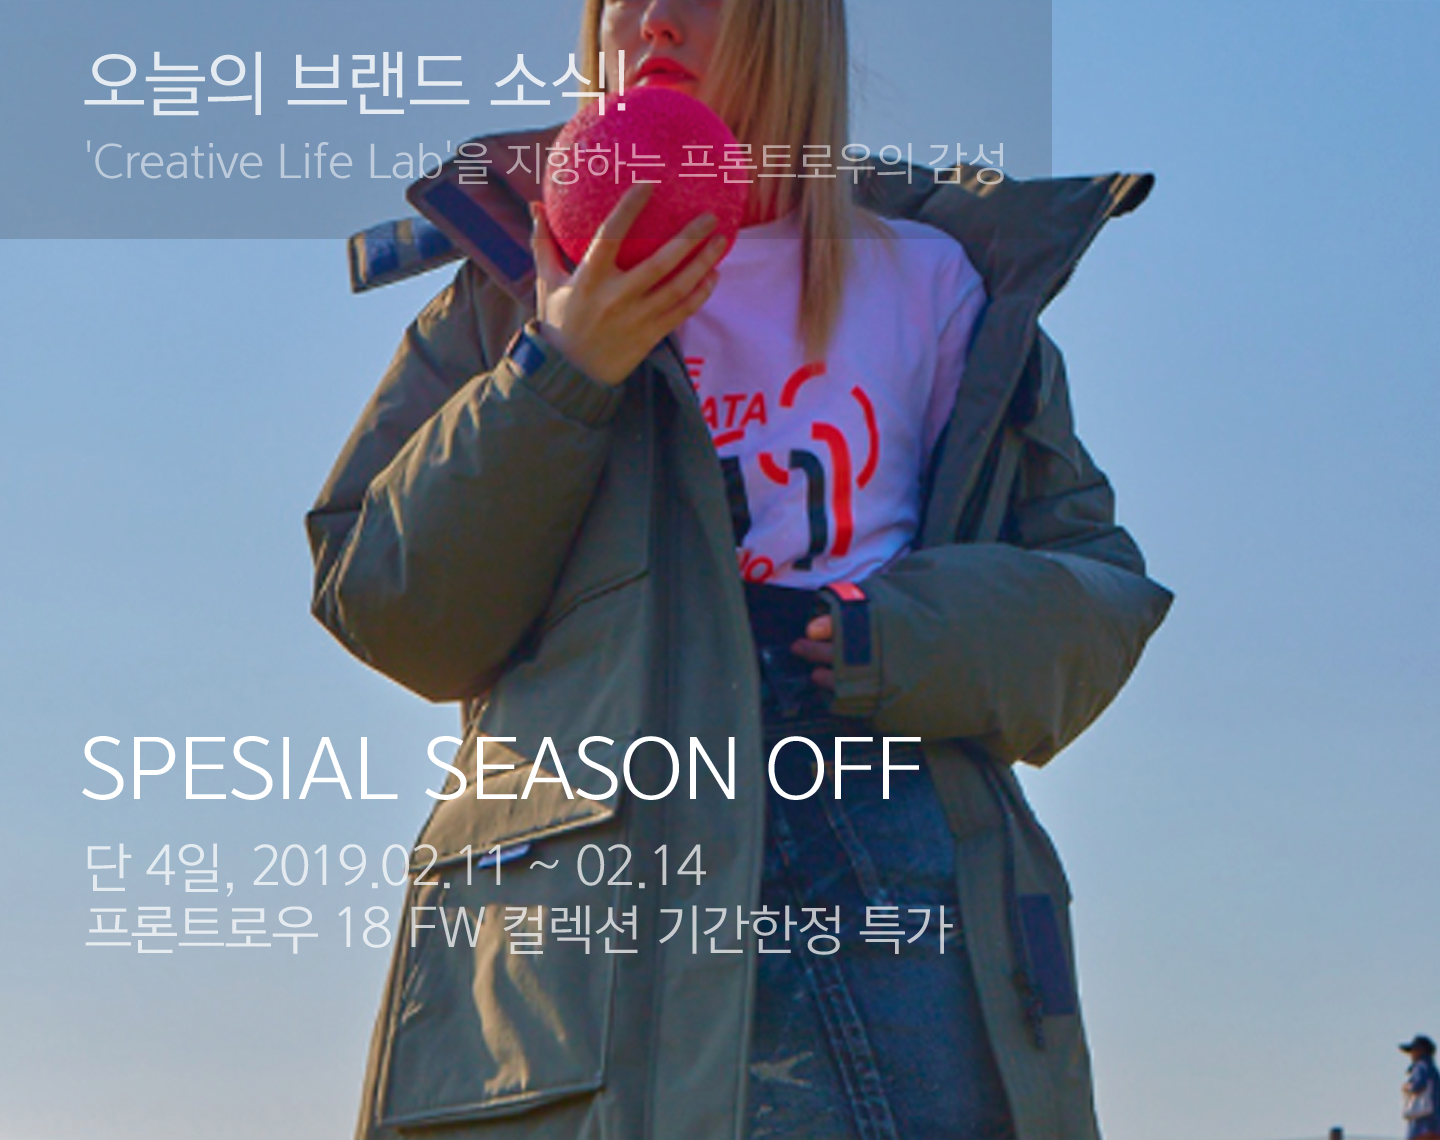 오늘의 브랜드 소식!
'Creative Life Lab'을 지향하는 프론트로우의 감성
SPESIAL SEASON OFF
단 4일, 2019.02.11 ~ 02.14
프론트로우 18 FW 컬렉션 기간한정 특가